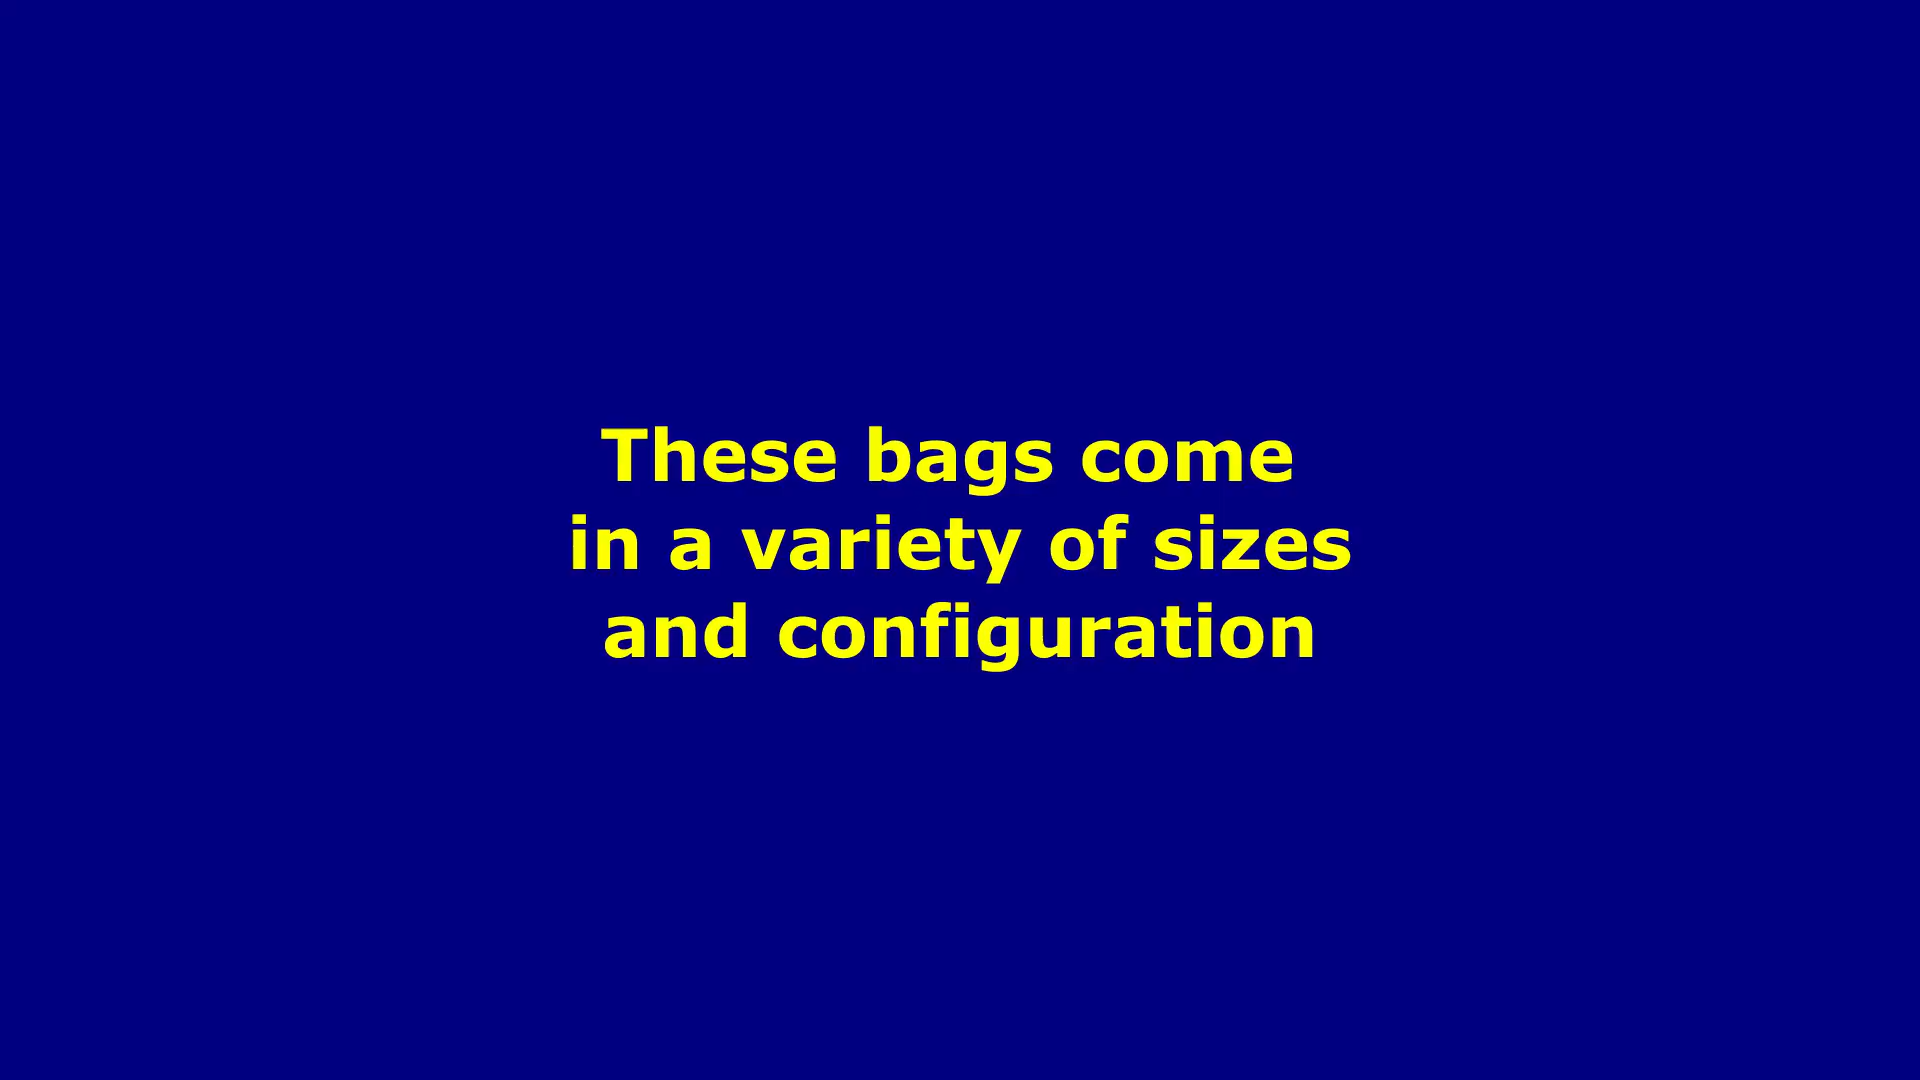 These bags come
in a variety of sizes
and configuration